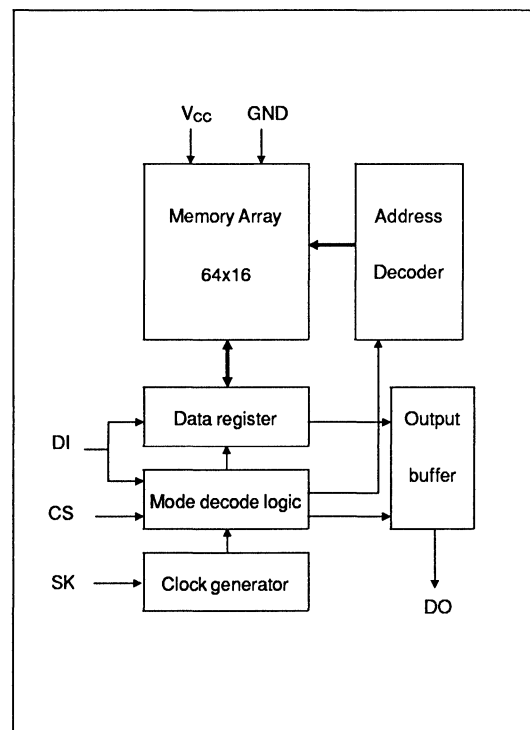 Vcc GND
Memory Array
64x16
Address
Decoder
Data register
Output
buffer
DI
Mode decode logic
CS
Clock generator
SK
DO